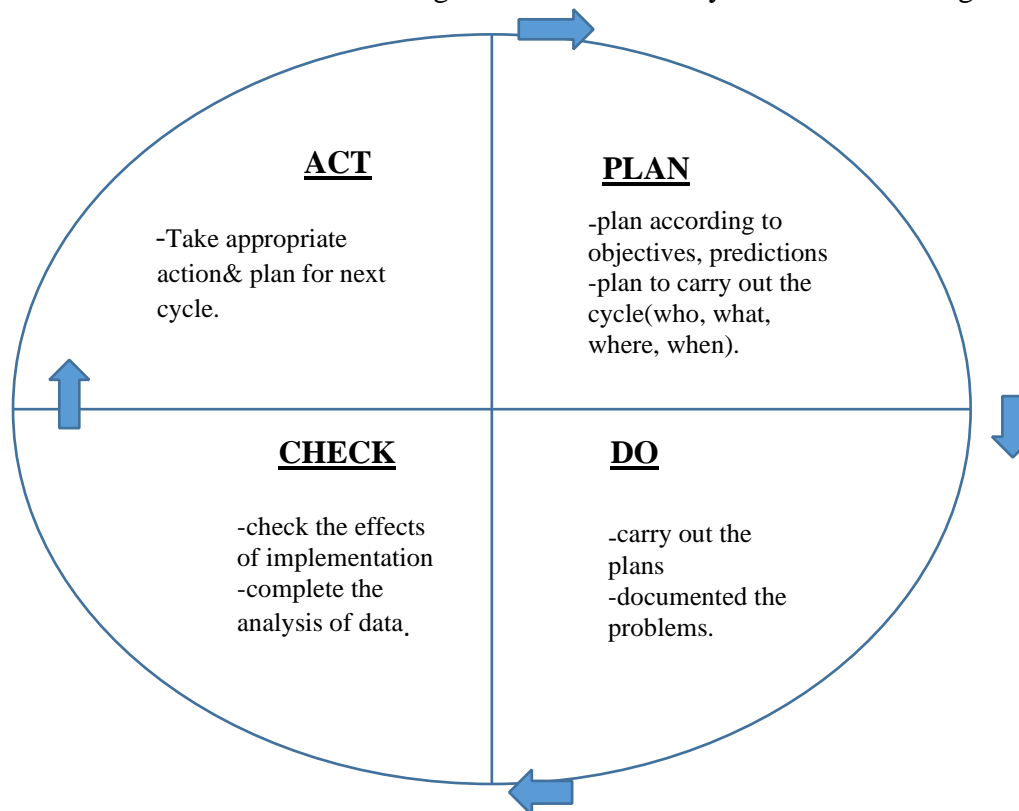 ACT
-Take appropriate
action& plan for next
cycle.
PLAN
-plan according to
objectives, predictions
-plan to carry out the
cycle(who, what,
where, when).
CHECK
-check the effects
of implementation
-complete the
analysis of data.
DO
-carry out the
plans
-documented the
problems.